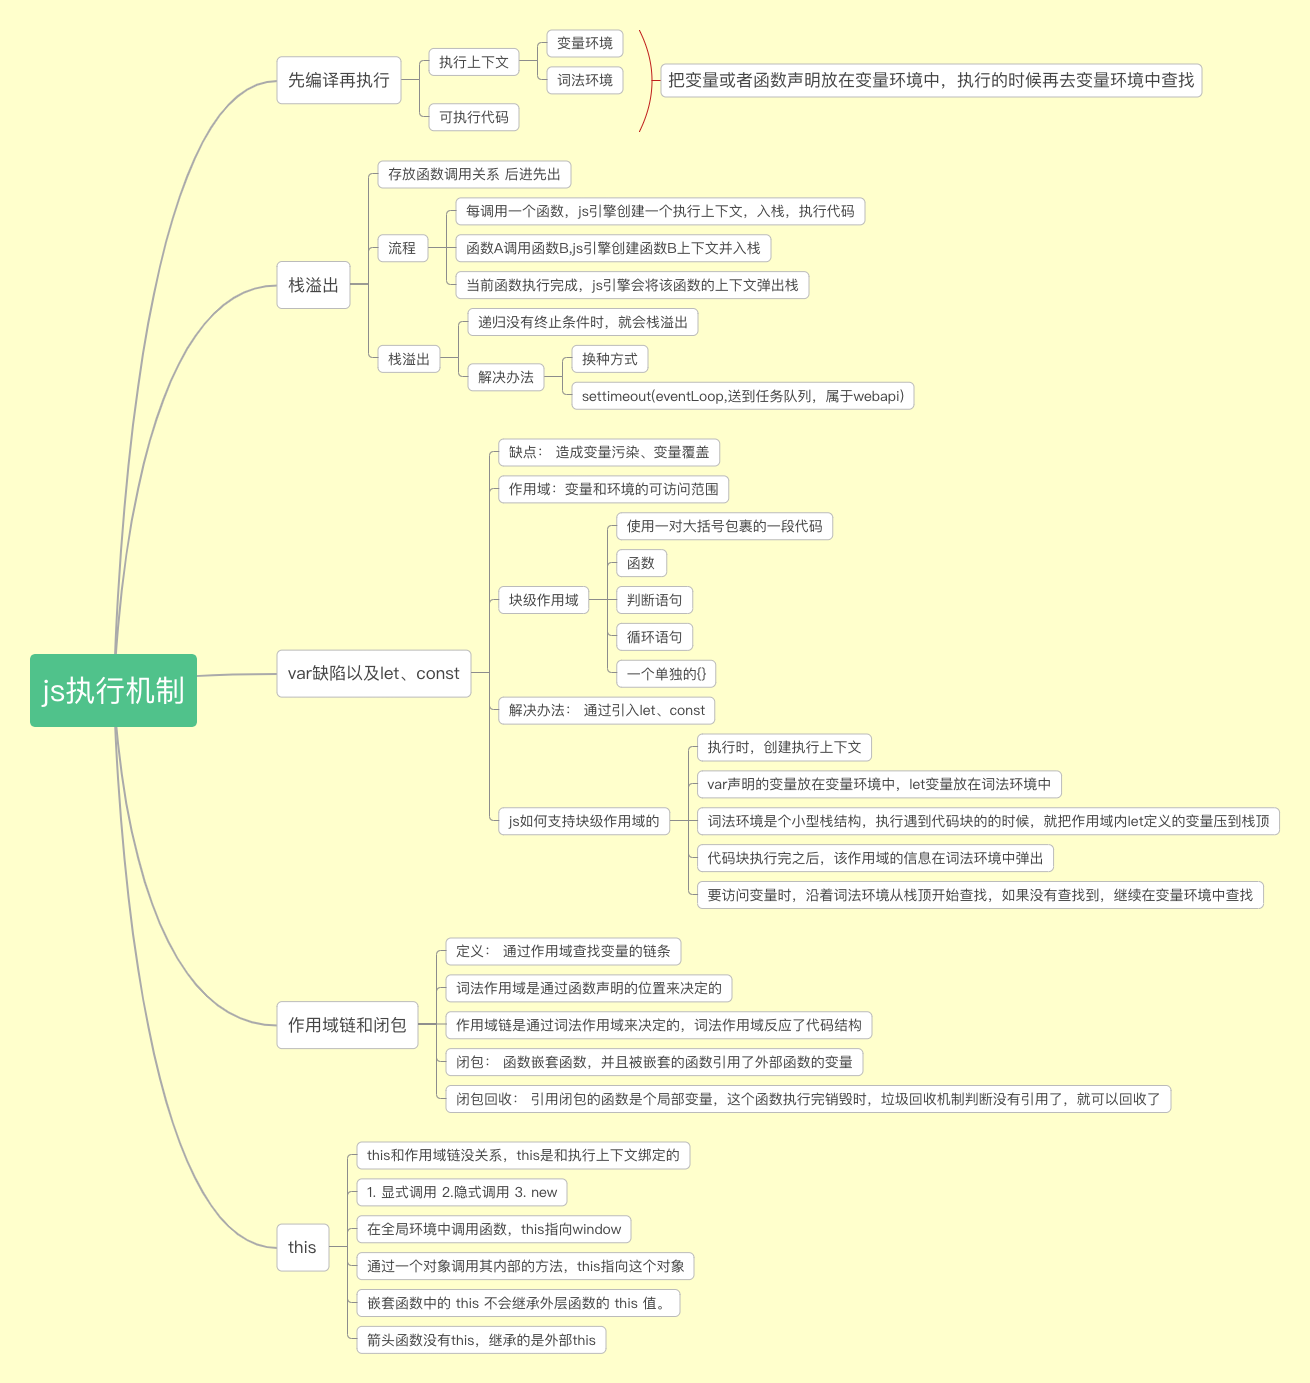 js执行机制
先编译再执行
执行上下文
变量环境
词法环境
可执行代码
把变量或者函数声明放在变量环境中，执行的时候再去变量环境中查找
栈溢出
存放函数调用关系 后进先出
流程
每调用一个函数，js引擎创建一个执行上下文，入栈，执行代码
函数A调用函数B,js引擎创建函数B上下文并入栈
当前函数执行完成，js引擎会将该函数的上下文弹出栈
栈溢出
递归没有终止条件时，就会栈溢出
解决办法
换种方式
settimeout(eventLoop,送到任务队列，属于webapi)
var缺陷以及let、const
缺点： 造成变量污染、变量覆盖
作用域：变量和环境的可访问范围
块级作用域
使用一对大括号包裹的一段代码
函数
判断语句
循环语句
一个单独的{}
解决办法： 通过引入let、const
js如何支持块级作用域的
执行时，创建执行上下文
var声明的变量放在变量环境中，let变量放在词法环境中
词法环境是个小型栈结构，执行遇到代码块的的时候，就把作用域内let定义的变量压到栈顶
代码块执行完之后，该作用域的信息在词法环境中弹出
要访问变量时，沿着词法环境从栈顶开始查找，如果没有查找到，继续在变量环境中查找
作用域链和闭包
定义： 通过作用域查找变量的链条
词法作用域是通过函数声明的位置来决定的
作用域链是通过词法作用域来决定的，词法作用域反应了代码结构
闭包： 函数嵌套函数，并且被嵌套的函数引用了外部函数的变量
闭包回收： 引用闭包的函数是个局部变量，这个函数执行完销毁时，垃圾回收机制判断没有引用了，就可以回收了
this
this和作用域链没关系，this是和执行上下文绑定的
1. 显式调用 2.隐式调用 3. new
在全局环境中调用函数，this指向window
通过一个对象调用其内部的方法，this指向这个对象
嵌套函数中的 this 不会继承外层函数的 this 值。
箭头函数没有this，继承的是外部this